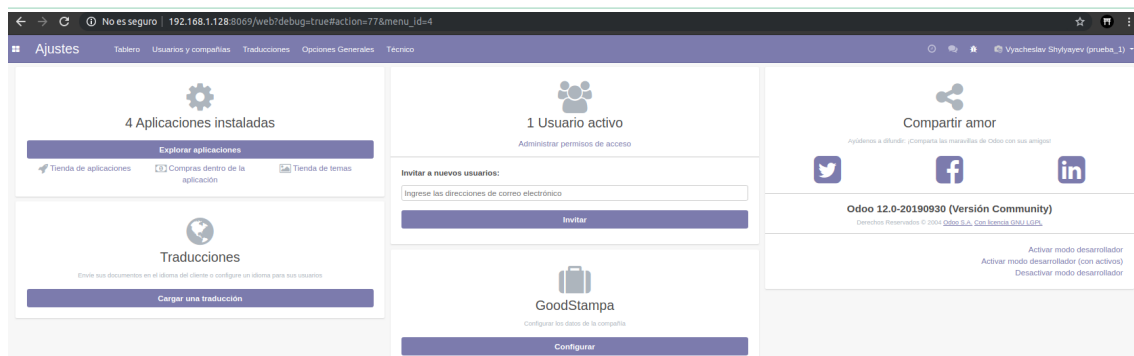 No es seguro | 192.168.1.128:8069/web?debug=true#action=77&menu_id=4
Ajustes Tablero Usuarios y compañías Traducciones Opciones Generales Técnico Vyacheslav Shylyayev (prueba_1)
4 Aplicaciones instaladas
Explorar aplicaciones
Tienda de aplicaciones
Compras dentro de la
aplicación
Tienda de temas
Traducciones
Envíe sus documentos en el idioma del cliente o configure un idioma para sus usuarios
Cargar una traducción
1 Usuario activo
Administrar permisos de acceso
Invitar a nuevos usuarios:
Ingrese las direcciones de correo electrónico
Invitar
GoodStampa
Configurar los datos de la compañía
Configurar
Compartir amor
Ayúdenos a difundir: ¡Comparta las maravillas de Odoo con sus amigos!
Odoo 12.0-20190930 (Versión Community)
Derechos Reservados © 2004 Odoo S.A. Con licencia GNU LGPL.
Activar modo desarrollador
Activar modo desarrollador (con activos)
Desactivar modo desarrollador